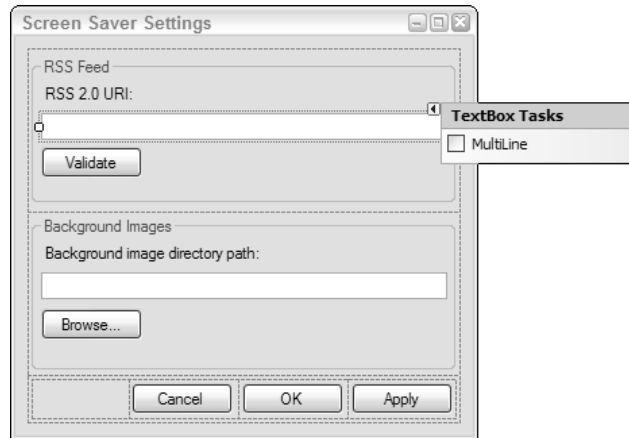 Screen Saver Settings
RSS Feed
RSS 2.0 URI:
TextBox Tasks
MultiLine
Validate
Background Images
Background image directory path:
Browse...
Cancel OK Apply